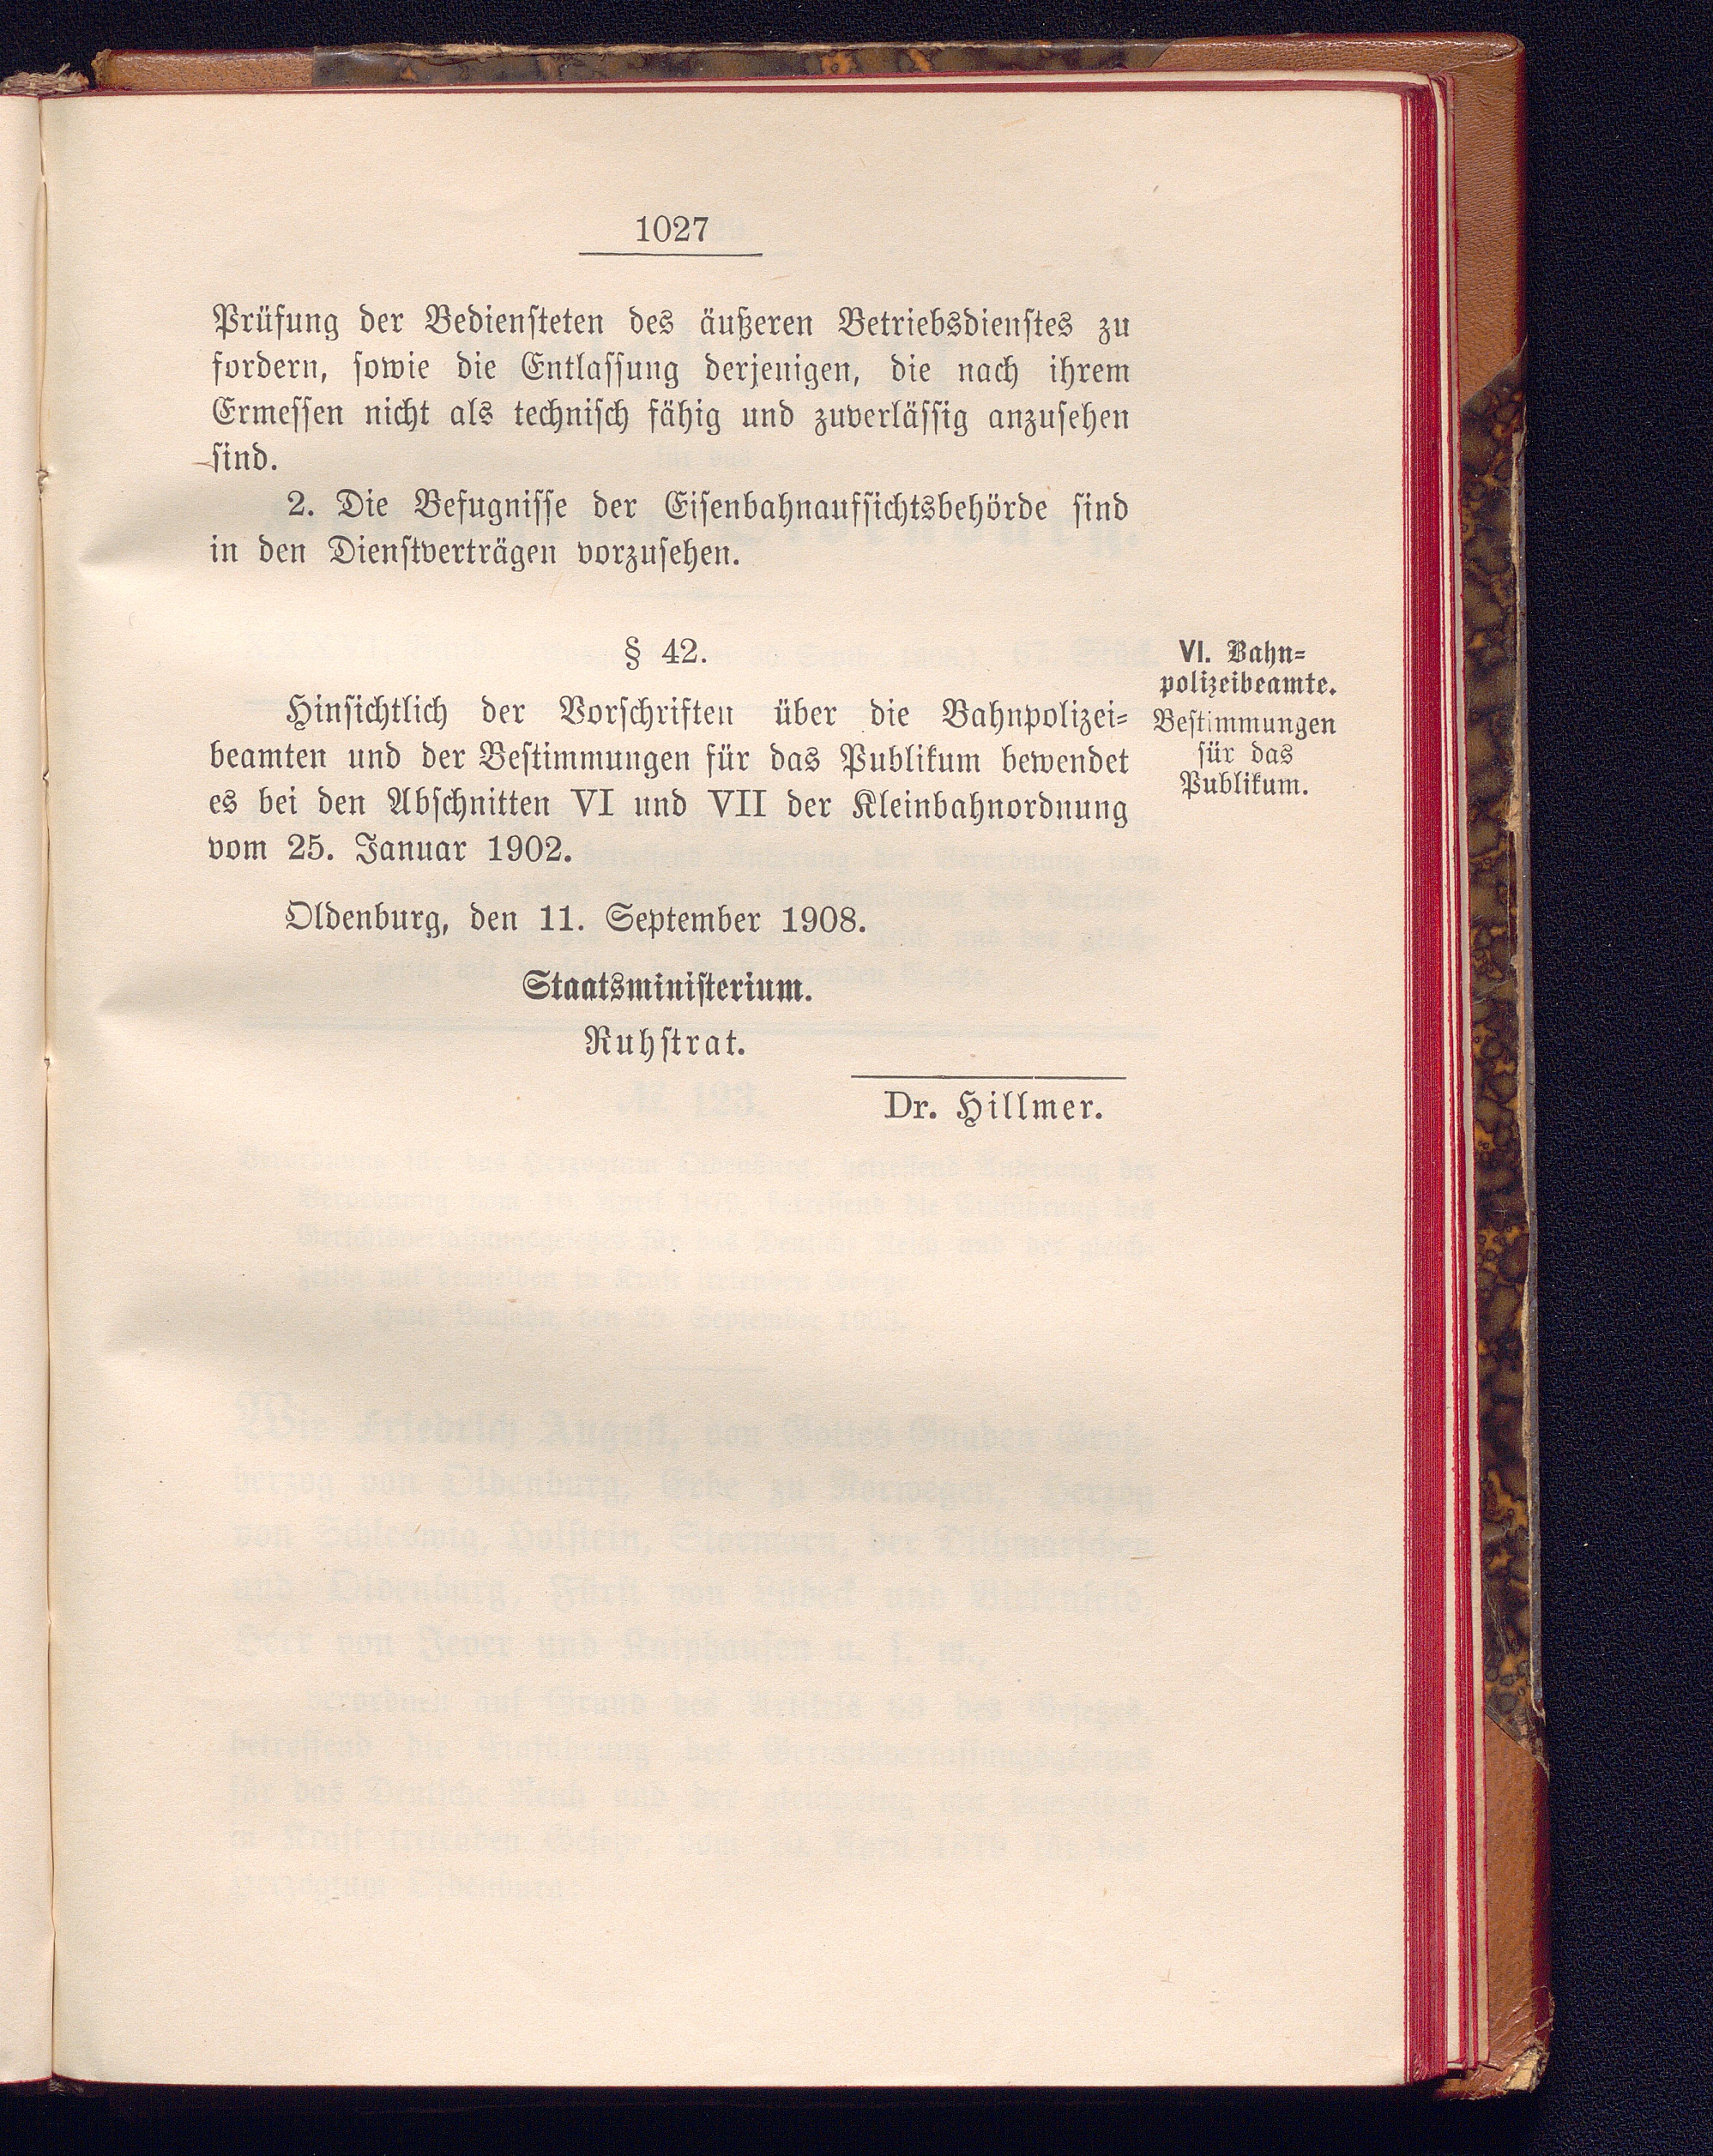 1027
Prüfung der Bediensteten des äußeren Betriebsdienstes zu
fordern, sowie die Entlassung derjenigen, die nach ihrem
Ermessen nicht als technisch fähig und zuverlässig anzusehen
sind.
2. Die Befugnisse der Eisenbahnaufsichtsbehörde sind
in den Dienstverträgen vorzusehen.
§ 42.
Hinsichtlich der Vorschriften über die Bahnpolizei-
beamten und der Bestimmungen für das Publikum bewendet
es bei den Abschnitten VI und VII der Kleinbahnordnung
vom 25. Januar 1902.
VI. Bahn-
polizeibeamte.
Bestimmungen
für das
Publikum.
Oldenburg, den 11. September 1908.
Staatsministerium.
Ruhstrat.
Dr. Hillmer.